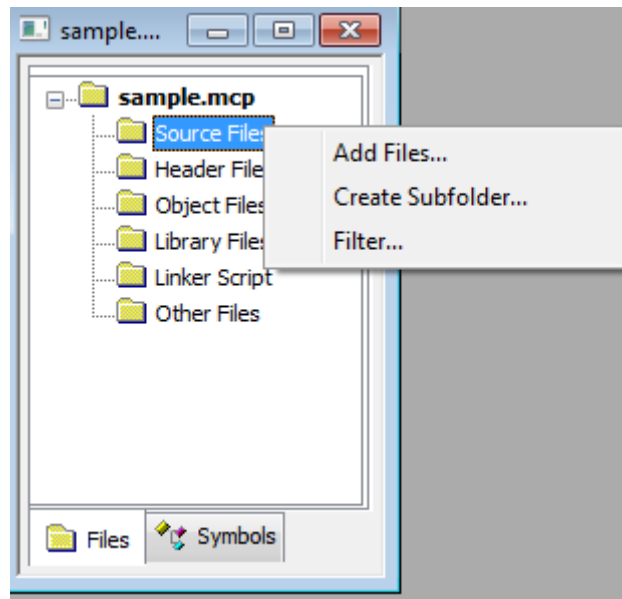 sample....
sample.mcp
Source Files
Add Files...
Header File
Create Subfolder...
Object Files
Library Files
Filter...
Linker Script
Other Files
Files
Symbols